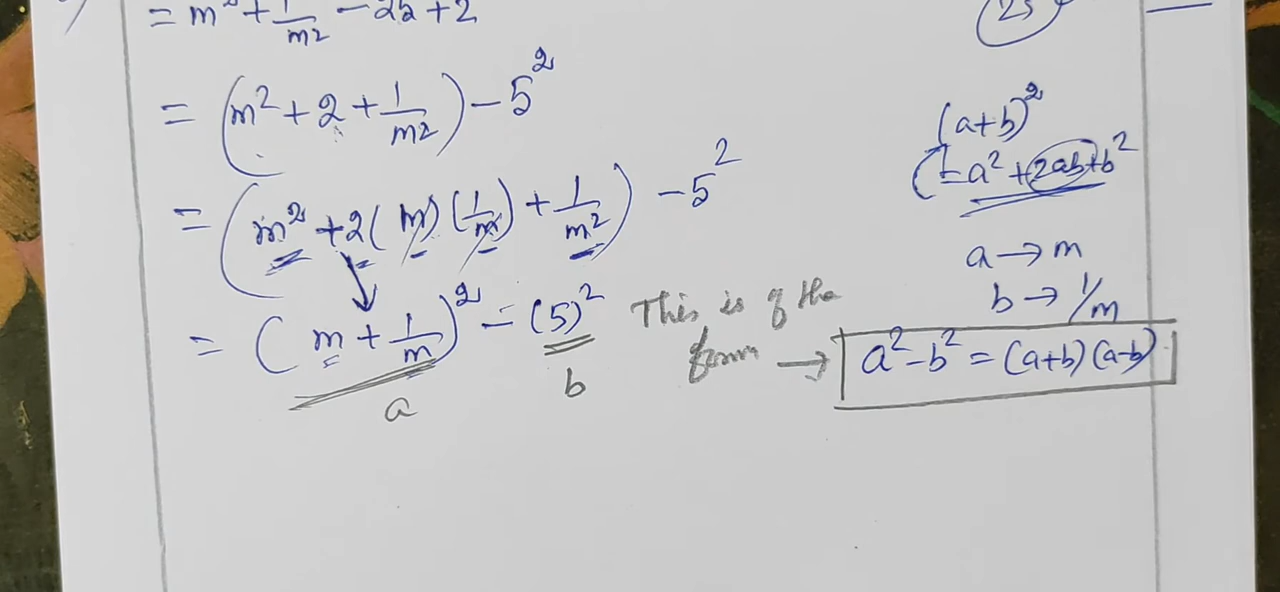 = m² + 1/m2 - 25 + 2
25
= (m² + 2 + 1/m2) - 5²
(a+b)²
= a² + 2ab + b²
= (m² + 2(m)(1/m) + 1/m²) - 5²
a → m
b → 1/m
= (m + 1/m)² - (5)² This is of the
form → a² - b² = (a+b)(a-b)
a
b